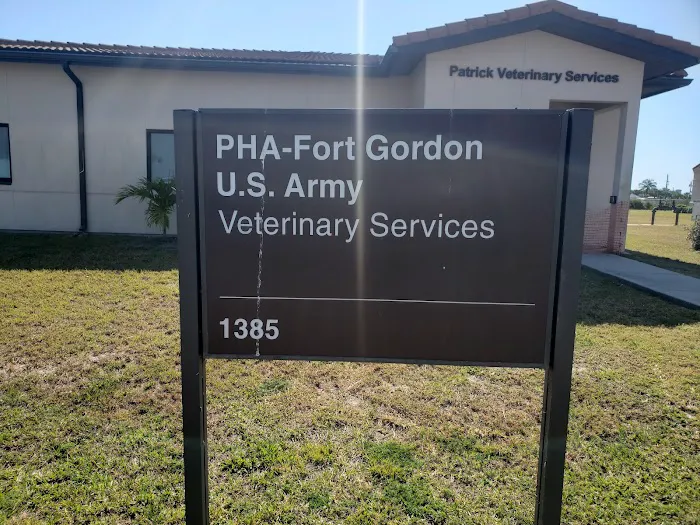 Patrick Veterinary Services
PHA-Fort Gordon
U.S. Army
Veterinary Services
1385